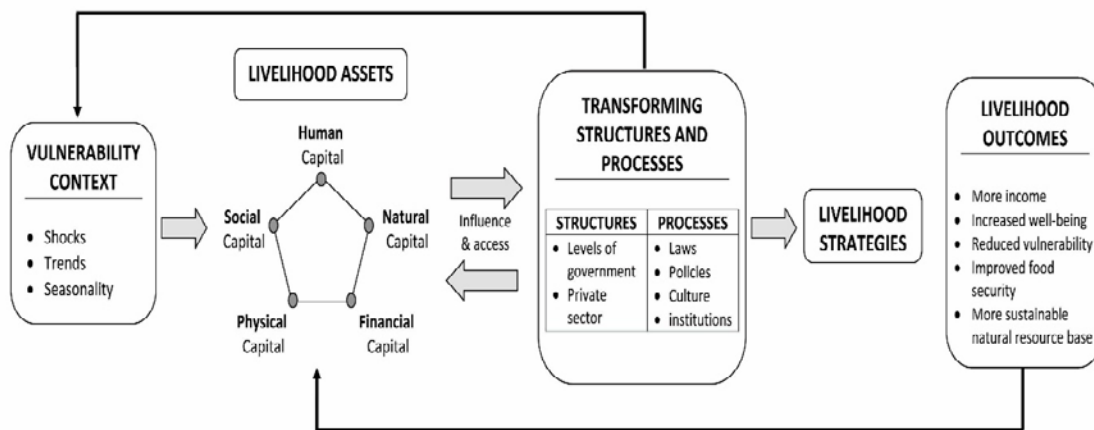 VULNERABILITY
CONTEXT
• Shocks
• Trends
• Seasonality
LIVELIHOOD ASSETS
Human
Capital
Social
Capital
Natural
Capital
Physical
Capital
Financial
Capital
Influence
& access
TRANSFORMING
STRUCTURES AND
PROCESSES
STRUCTURES
• Levels of
government
• Private
sector
PROCESSES
• Laws
• Policies
• Culture
• institutions
LIVELIHOOD
STRATEGIES
LIVELIHOOD
OUTCOMES
• More income
• Increased well-being
• Reduced vulnerability
• Improved food
security
• More sustainable
natural resource base